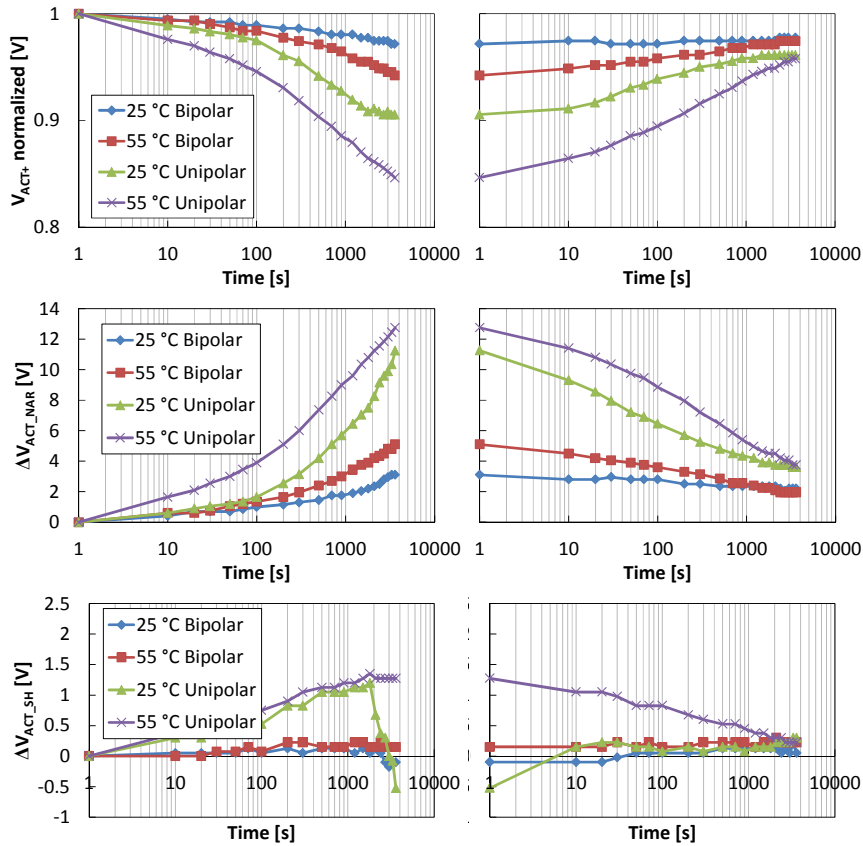 V_ACT+ normalized [V]
1
0.9
0.8
25 °C Bipolar
55 °C Bipolar
25 °C Unipolar
55 °C Unipolar
1 10 100 1000 10000
Time [s]
1 10 100 1000 10000
Time [s]
ΔV_ACT_NAR [V]
14
12
10
8
6
4
2
0
25 °C Bipolar
55 °C Bipolar
25 °C Unipolar
55 °C Unipolar
1 10 100 1000 10000
Time [s]
1 10 100 1000 10000
Time [s]
ΔV_ACT_SH [V]
2.5
2
1.5
1
0.5
0
-0.5
-1
25 °C Bipolar
55 °C Bipolar
25 °C Unipolar
55 °C Unipolar
1 10 100 1000 10000
Time [s]
1 10 100 1000 10000
Time [s]